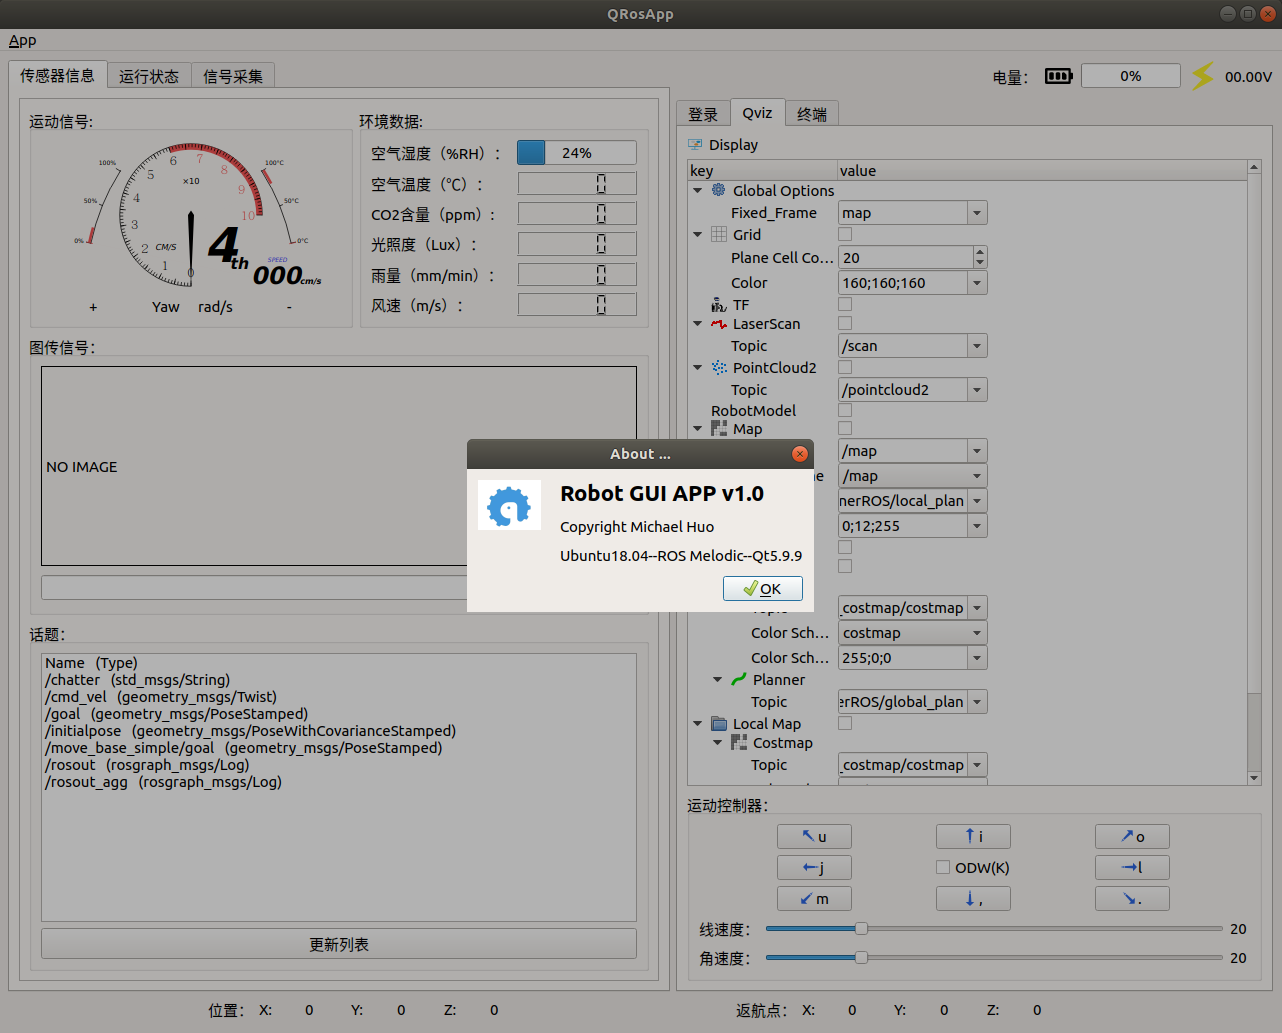 QRosApp
App
传感器信息 运行状态 信号采集
电量： 0% 00.00V
运动信号:
100% 50% 0%
0 1 2 3 4 5 6 7 8 9 10
×10
CM/S
100°C 50°C 0°C
4th
SPEED
000cm/s
+ Yaw rad/s -
环境数据:
空气湿度（%RH）： 24%
空气温度（℃）： 0
CO2含量（ppm）: 0
光照度（Lux）： 0
雨量（mm/min）： 0
风速（m/s）： 0
图传信号:
NO IMAGE
话题:
Name (Type)
/chatter (std_msgs/String)
/cmd_vel (geometry_msgs/Twist)
/goal (geometry_msgs/PoseStamped)
/initialpose (geometry_msgs/PoseWithCovarianceStamped)
/move_base_simple/goal (geometry_msgs/PoseStamped)
/rosout (rosgraph_msgs/Log)
/rosout_agg (rosgraph_msgs/Log)
更新列表
位置： X: 0 Y: 0 Z: 0
登录 Qviz 终端
Display
key value
Global Options
Fixed_Frame map
Grid
Plane Cell Co... 20
Color 160;160;160
TF
LaserScan
Topic /scan
PointCloud2
Topic /pointcloud2
RobotModel
Map
/map
e /map
nerROS/local_plan
0;12;255
_costmap/costmap
Color Sch... costmap
Color Sch... 255;0;0
Planner
Topic erROS/global_plan
Local Map
Costmap
Topic _costmap/costmap
运动控制器:
u i o
j ODW(K) l
m , .
线速度： 20
角速度： 20
返航点： X: 0 Y: 0 Z: 0
About ...
Robot GUI APP v1.0
Copyright Michael Huo
Ubuntu18.04--ROS Melodic--Qt5.9.9
OK